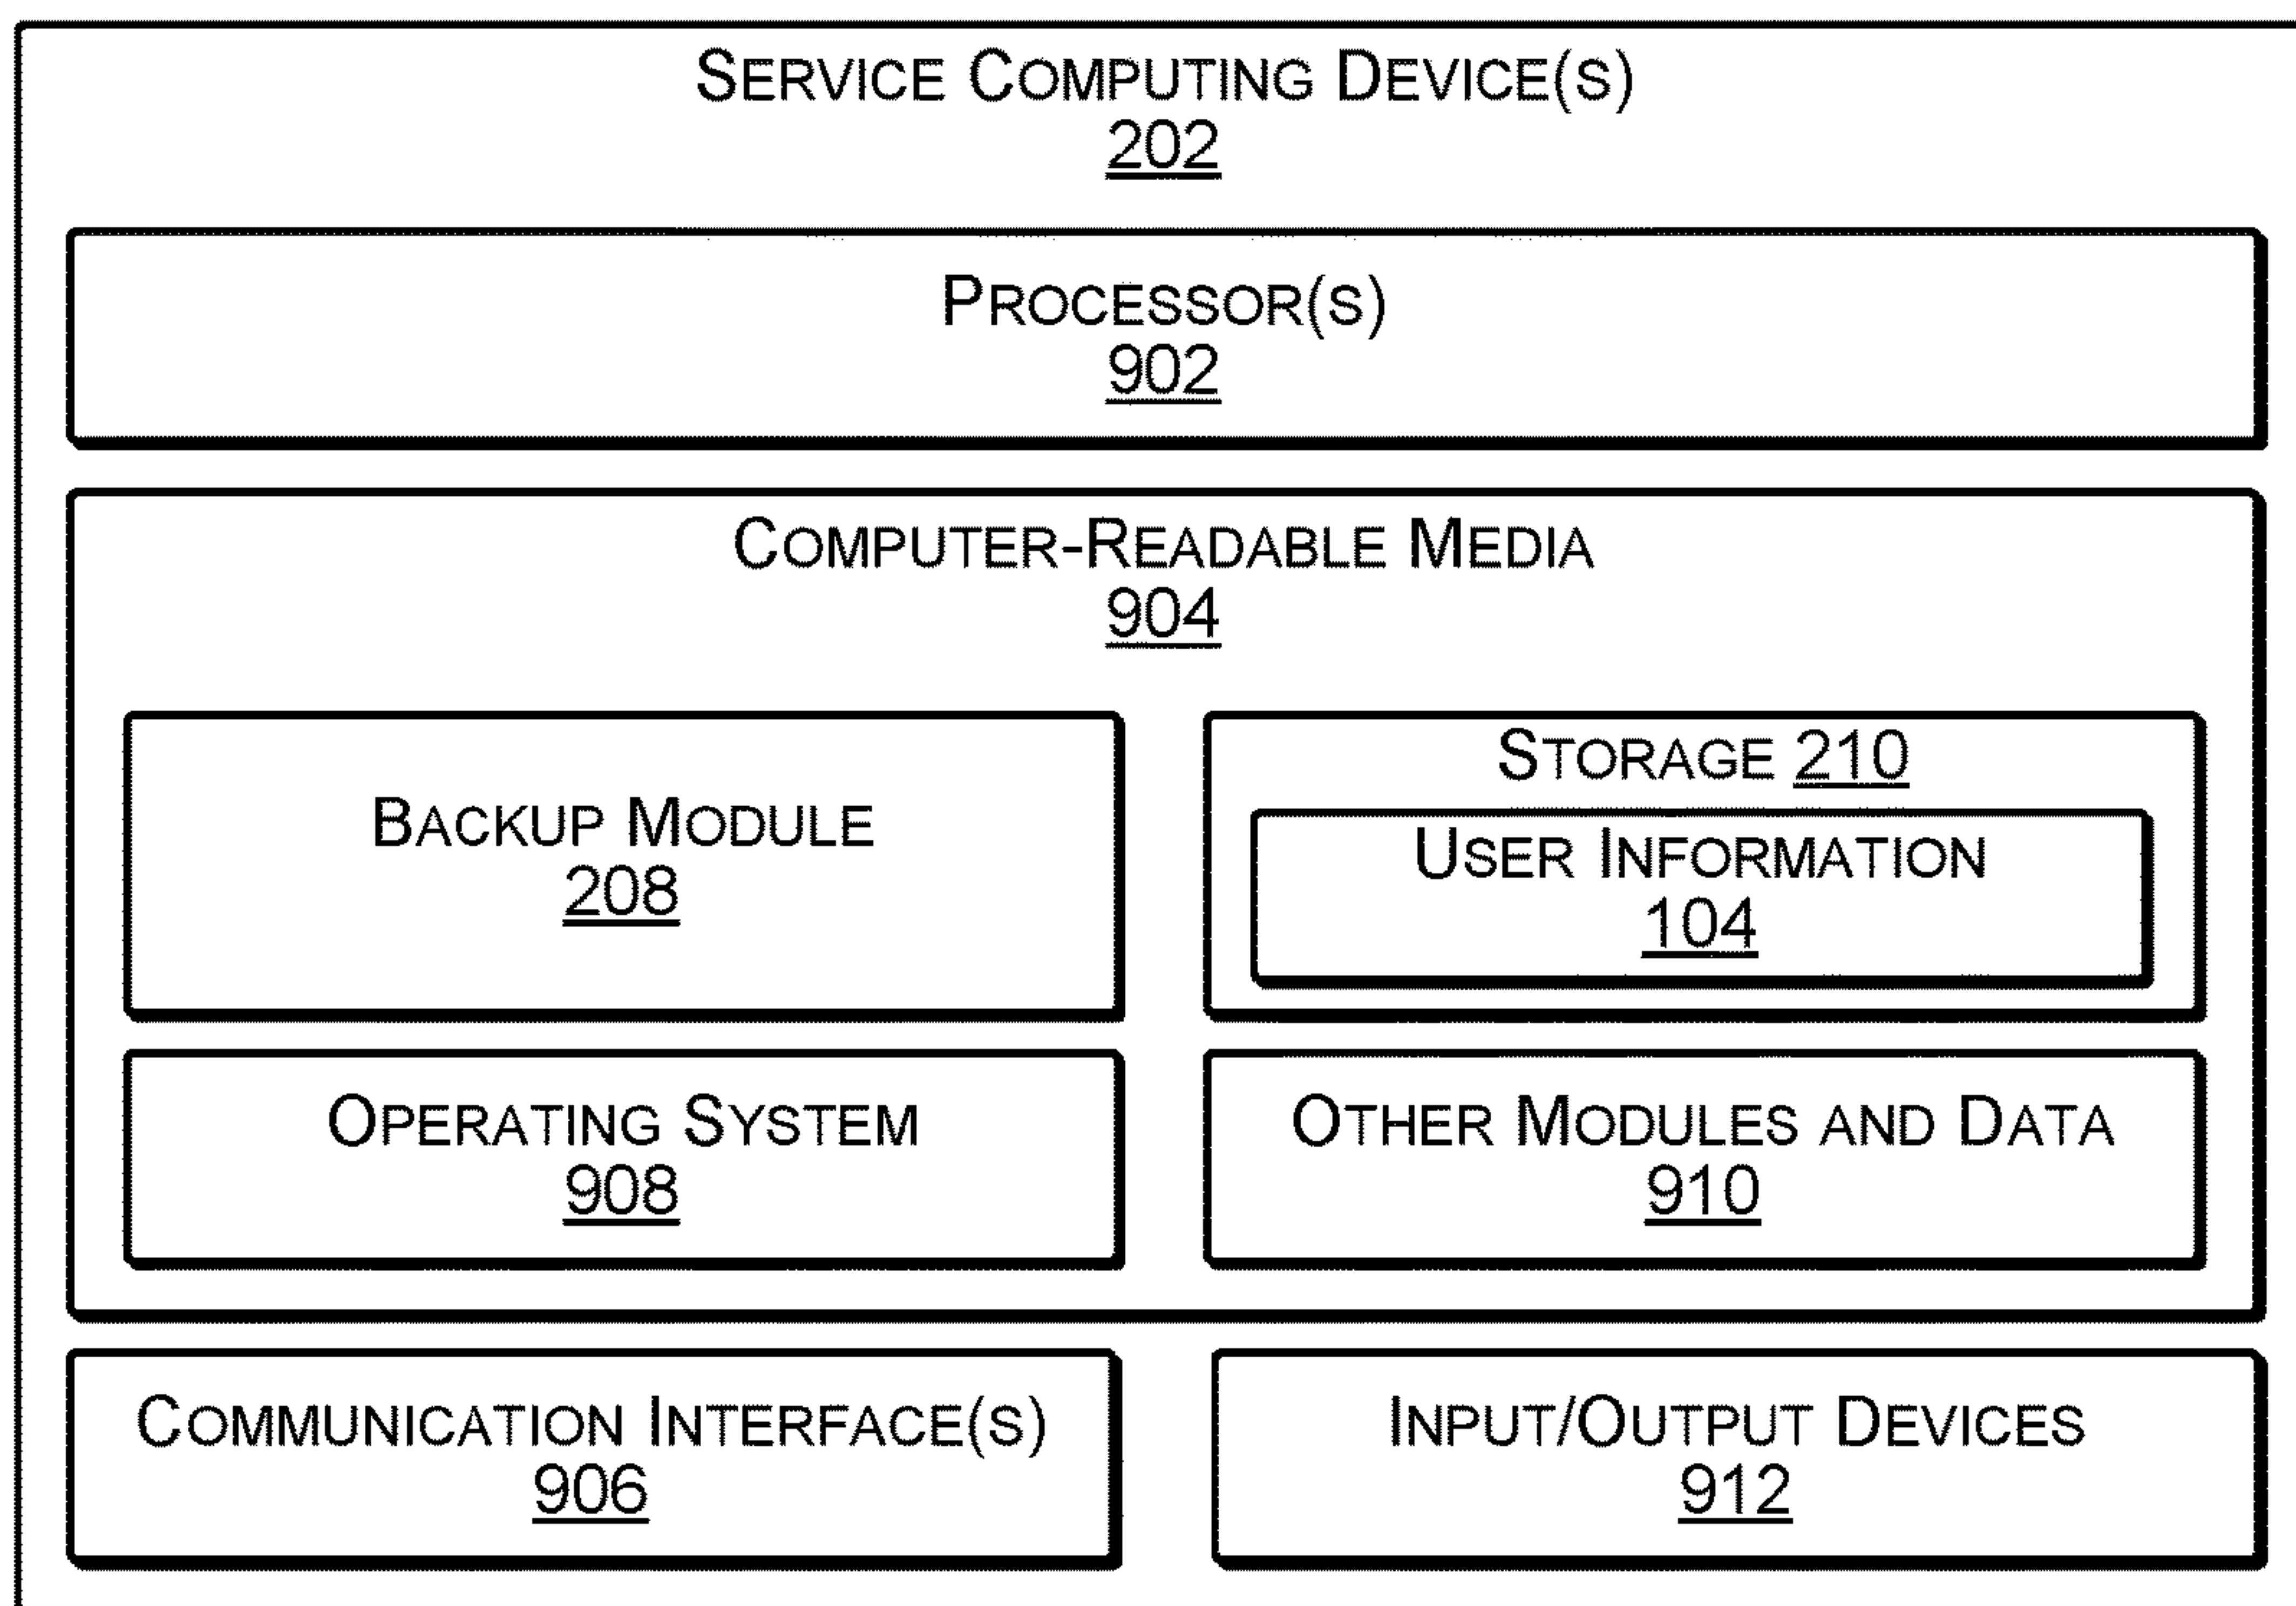 SERVICE COMPUTING DEVICE(S)
202
PROCESSOR(S)
902
COMPUTER-READABLE MEDIA
904
BACKUP MODULE
208
STORAGE 210
USER INFORMATION
104
OPERATING SYSTEM
908
OTHER MODULES AND DATA
910
COMMUNICATION INTERFACE(S)
906
INPUT/OUTPUT DEVICES
912